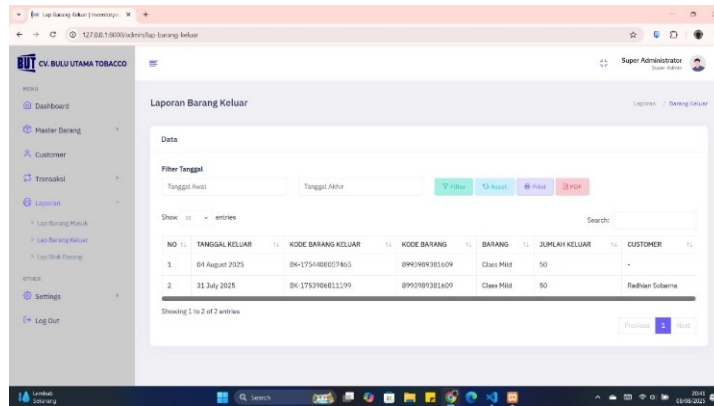 Lap Barang Keluar | Inventory
127.0.0.1:8000/admin/lap-barang-keluar
BUT CV. BULU UTAMA TOBACCO
Super Administrator
Super Admin
MENU
Dashboard
Master Barang
Customer
Transaksi
Laporan
Lap Barang Masuk
Lap Barang Keluar
Lap Stok Barang
OTHER
Settings
Log Out
Laporan Barang Keluar
Laporan / Barang Keluar
Data
Filter Tanggal
Tanggal Awal Tanggal Akhir Filter Reset Print PDF
Show 10 entries
Search:
NO TANGGAL KELUAR KODE BARANG KELUAR KODE BARANG BARANG JUMLAH KELUAR CUSTOMER
1 04 August 2025 BK-1754408057465 8993989381609 Class Mild 50 -
2 31 July 2025 BK-1753986811199 8993989381609 Class Mild 50 Radhian Sobarna
Showing 1 to 2 of 2 entries
Previous 1 Next
Lembab
Sekarang
Search
20:41